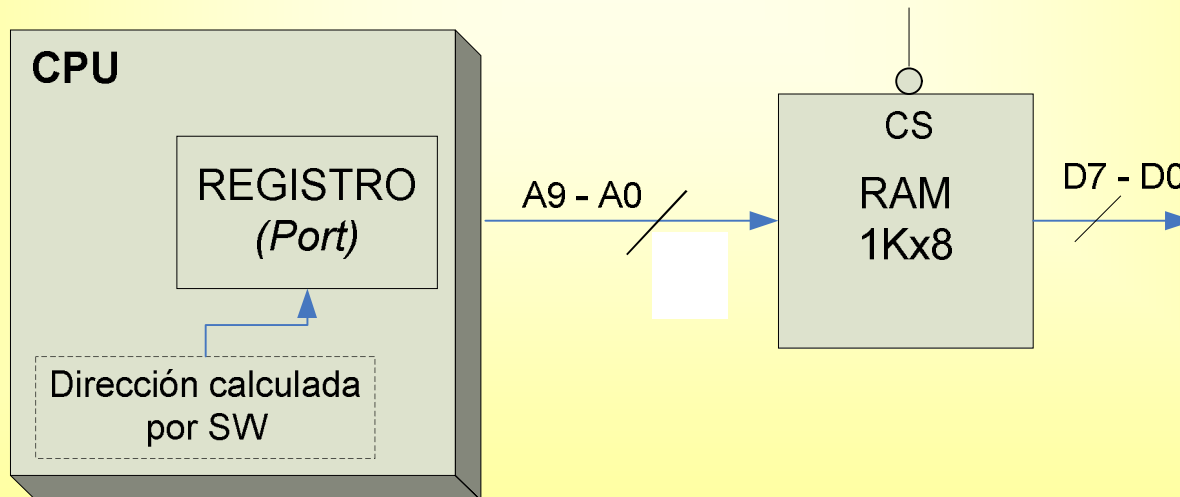 CPU
REGISTRO
(Port)
Dirección calculada
por SW
A9 - A0
CS
RAM
1Kx8
D7 - D0